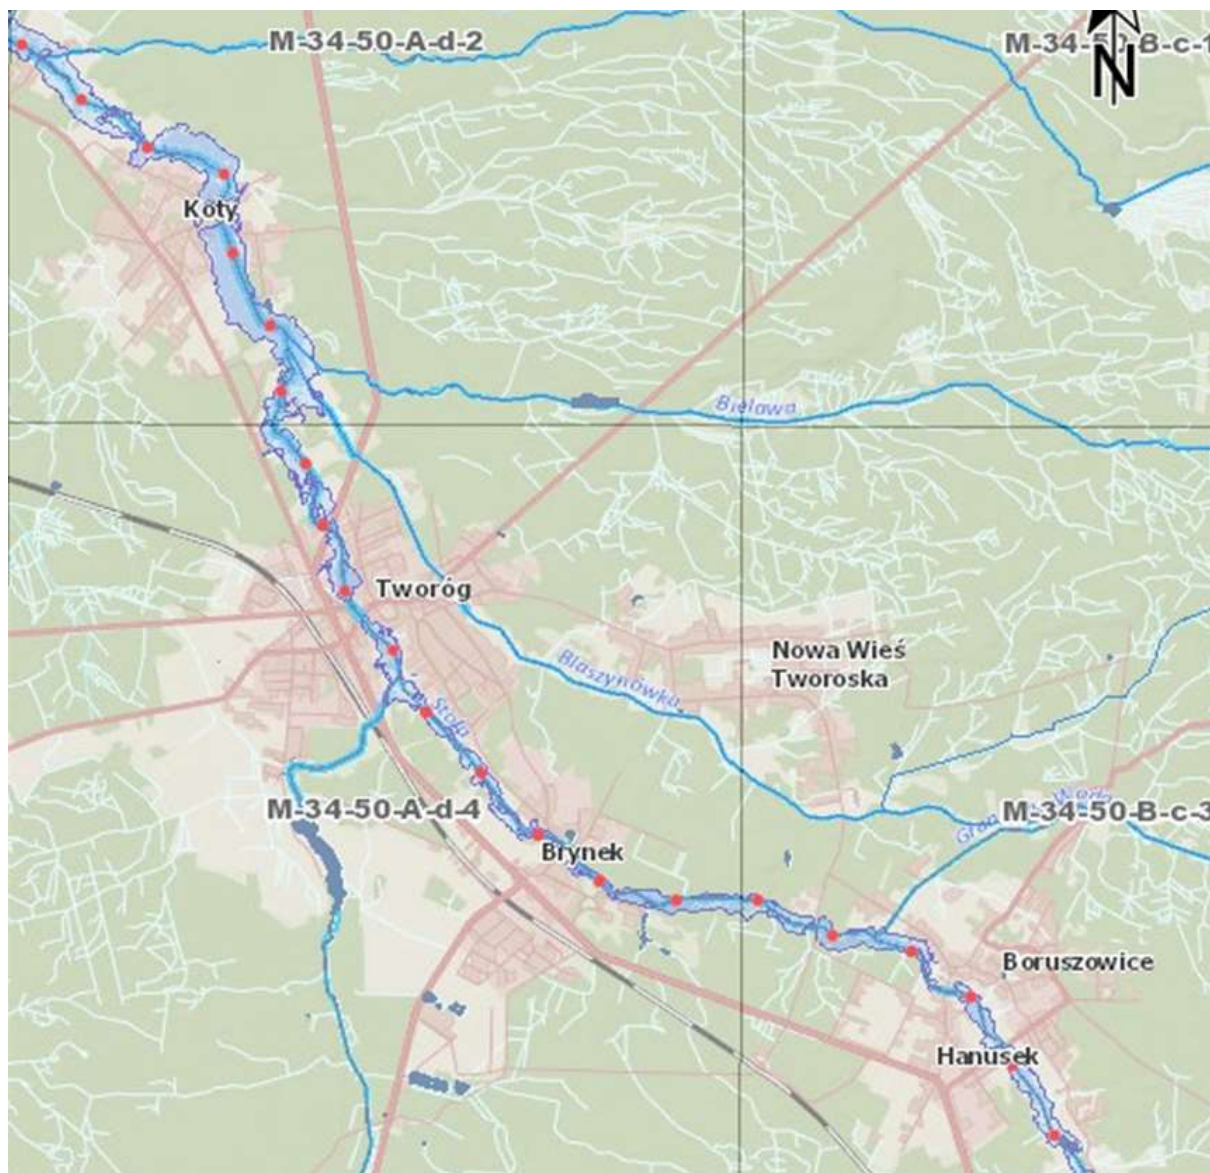 M-34-50-A-d-2
M-34-50-B-c-1
N
Koty
Bielawa
Tworóg
Nowa Wieś
Tworoska
Blaszynówka
Stoła
M-34-50-A-d-4
M-34-50-B-c-3
Brynek
Boruszowice
Hanusek